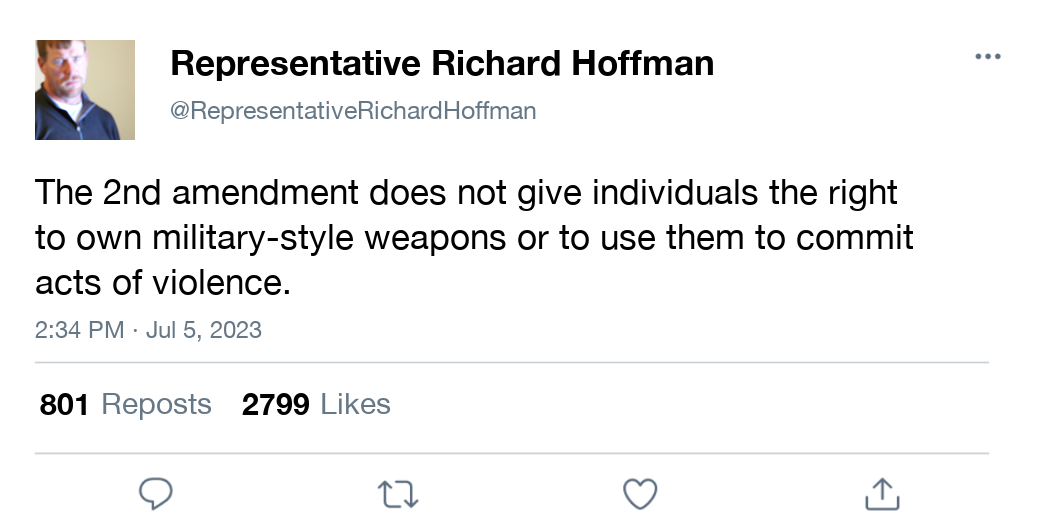 Representative Richard Hoffman
@RepresentativeRichardHoffman
The 2nd amendment does not give individuals the right
to own military-style weapons or to use them to commit
acts of violence.
2:34 PM · Jul 5, 2023
801 Reposts 2799 Likes